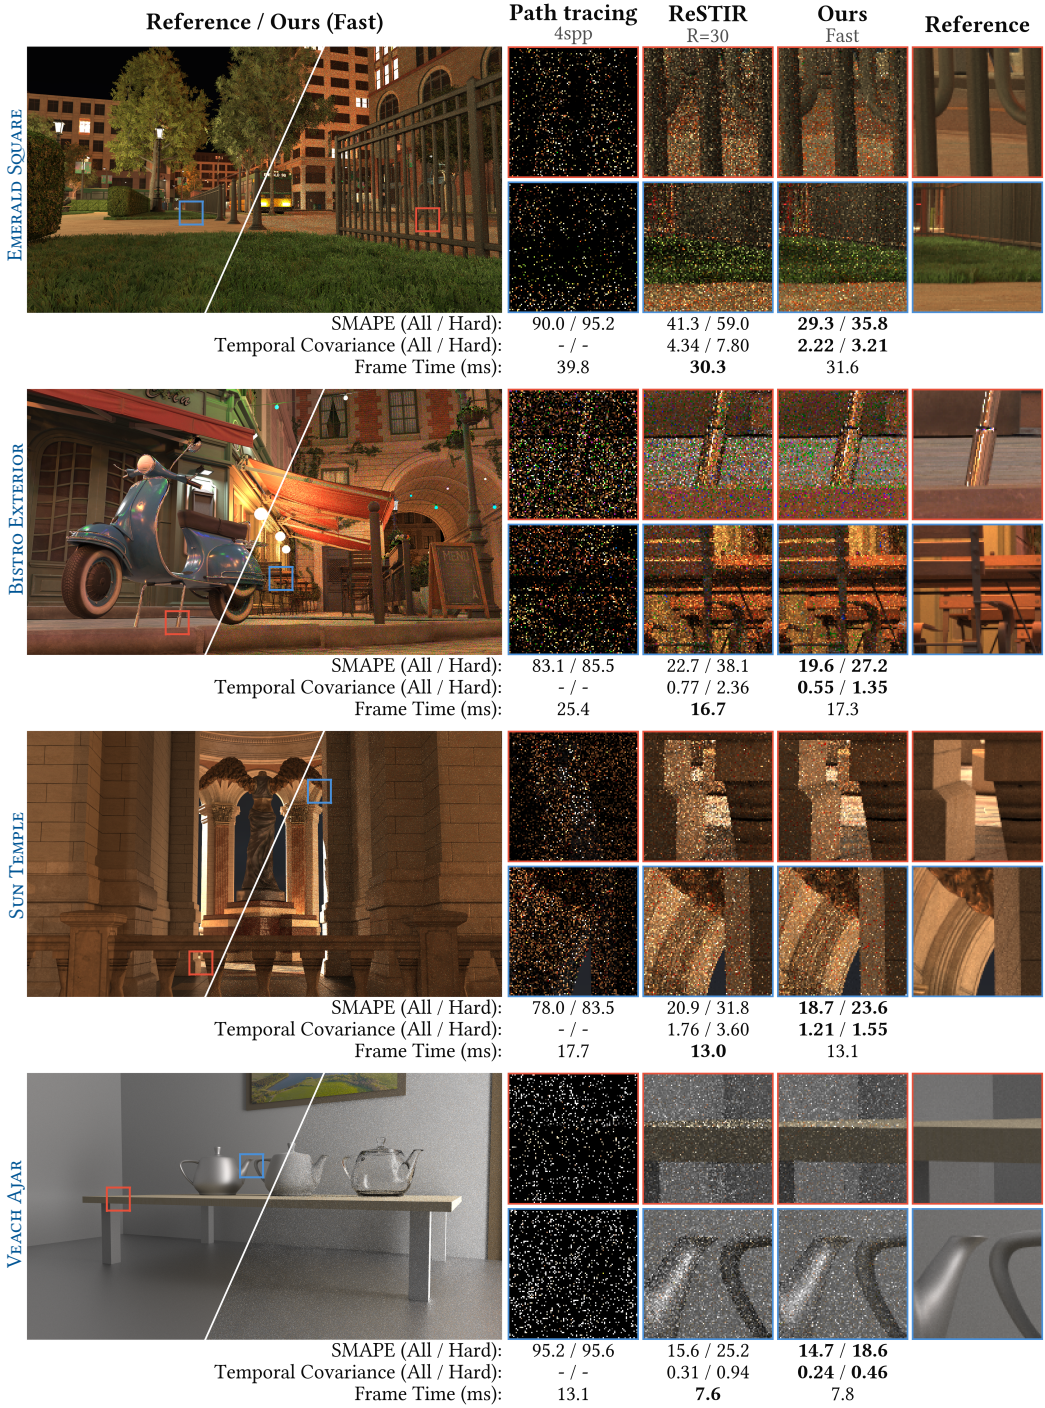 Reference / Ours (Fast)
Path tracing
4spp
ReSTIR
R=30
Ours
Fast
Reference
EMERALD SQUARE
SMAPE (All / Hard): 90.0 / 95.2 41.3 / 59.0 29.3 / 35.8
Temporal Covariance (All / Hard): - / - 4.34 / 7.80 2.22 / 3.21
Frame Time (ms): 39.8 30.3 31.6
BISTRO EXTERIOR
MENU
SMAPE (All / Hard): 83.1 / 85.5 22.7 / 38.1 19.6 / 27.2
Temporal Covariance (All / Hard): - / - 0.77 / 2.36 0.55 / 1.35
Frame Time (ms): 25.4 16.7 17.3
SUN TEMPLE
SMAPE (All / Hard): 78.0 / 83.5 20.9 / 31.8 18.7 / 23.6
Temporal Covariance (All / Hard): - / - 1.76 / 3.60 1.21 / 1.55
Frame Time (ms): 17.7 13.0 13.1
VEACH AJAR
SMAPE (All / Hard): 95.2 / 95.6 15.6 / 25.2 14.7 / 18.6
Temporal Covariance (All / Hard): - / - 0.31 / 0.94 0.24 / 0.46
Frame Time (ms): 13.1 7.6 7.8